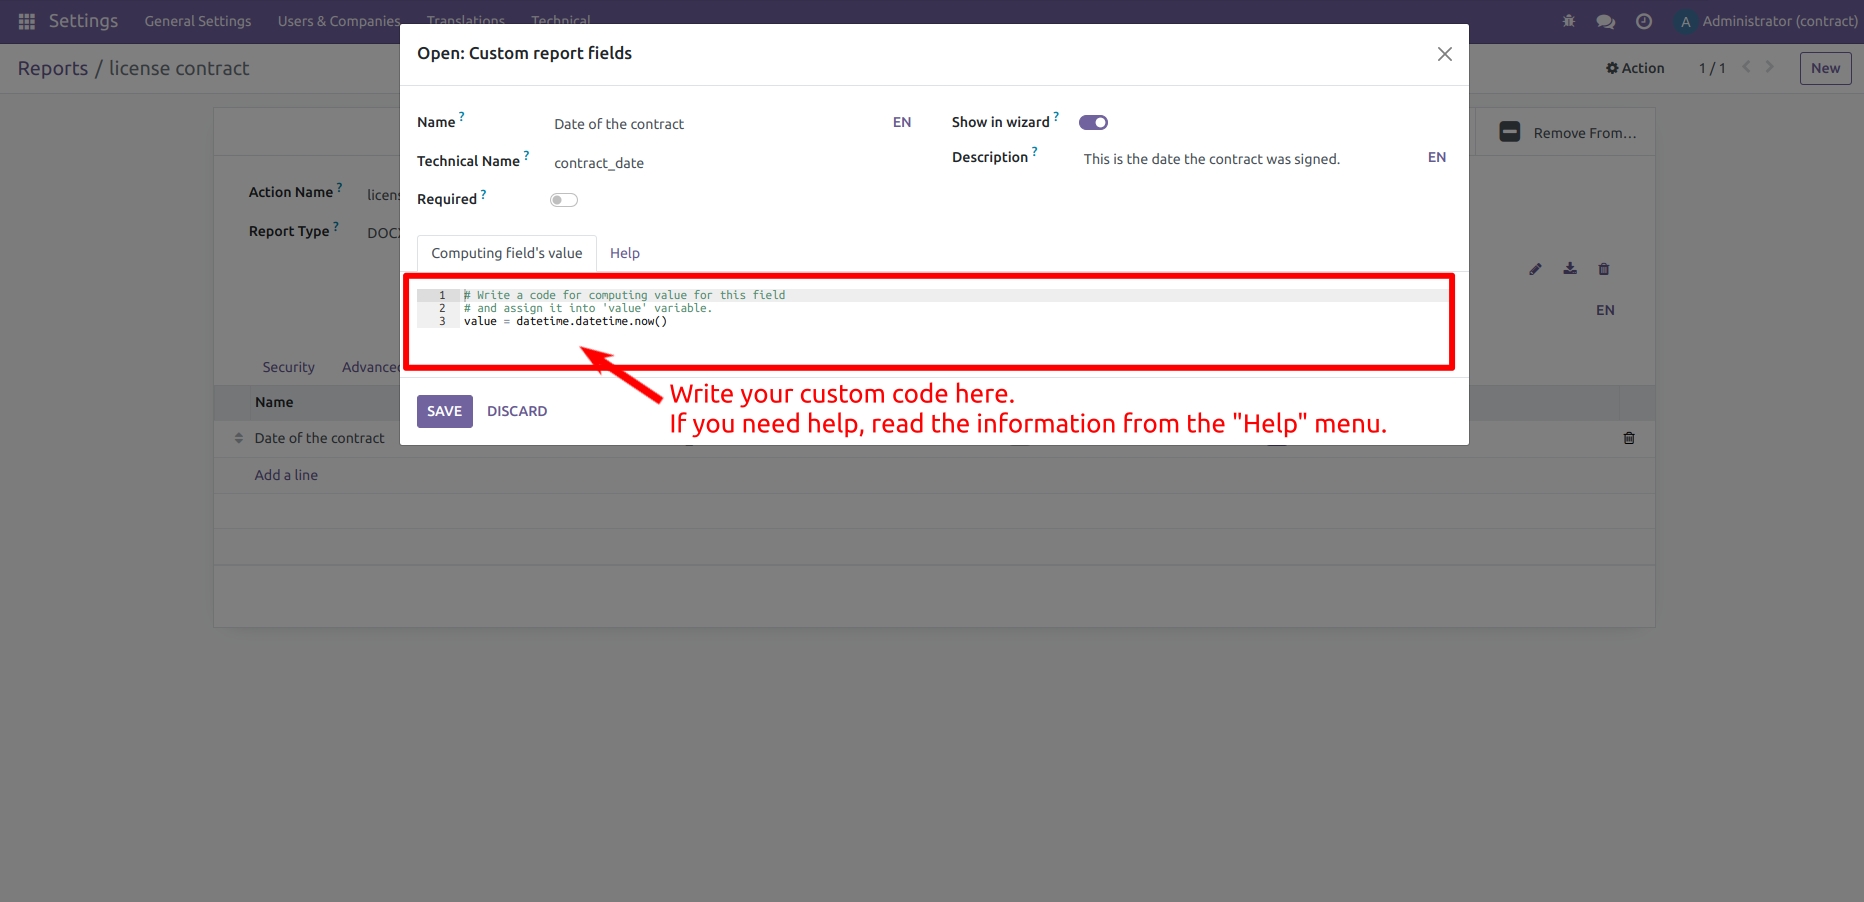 Settings General Settings Users & Companies Translations Technical A Administrator (contract)
Reports / license contract Action 1 / 1 New
Open: Custom report fields
Remove From...
Name ? Date of the contract EN Show in wizard ?
Technical Name ? contract_date Description ? This is the date the contract was signed. EN
Required ?
Action Name ?
Report Type ?
Computing field's value Help
1 # Write a code for computing value for this field
2 # and assign it into 'value' variable.
3 value = datetime.datetime.now()
EN
Security
Write your custom code here.
If you need help, read the information from the "Help" menu.
SAVE DISCARD
Name
Date of the contract
Add a line